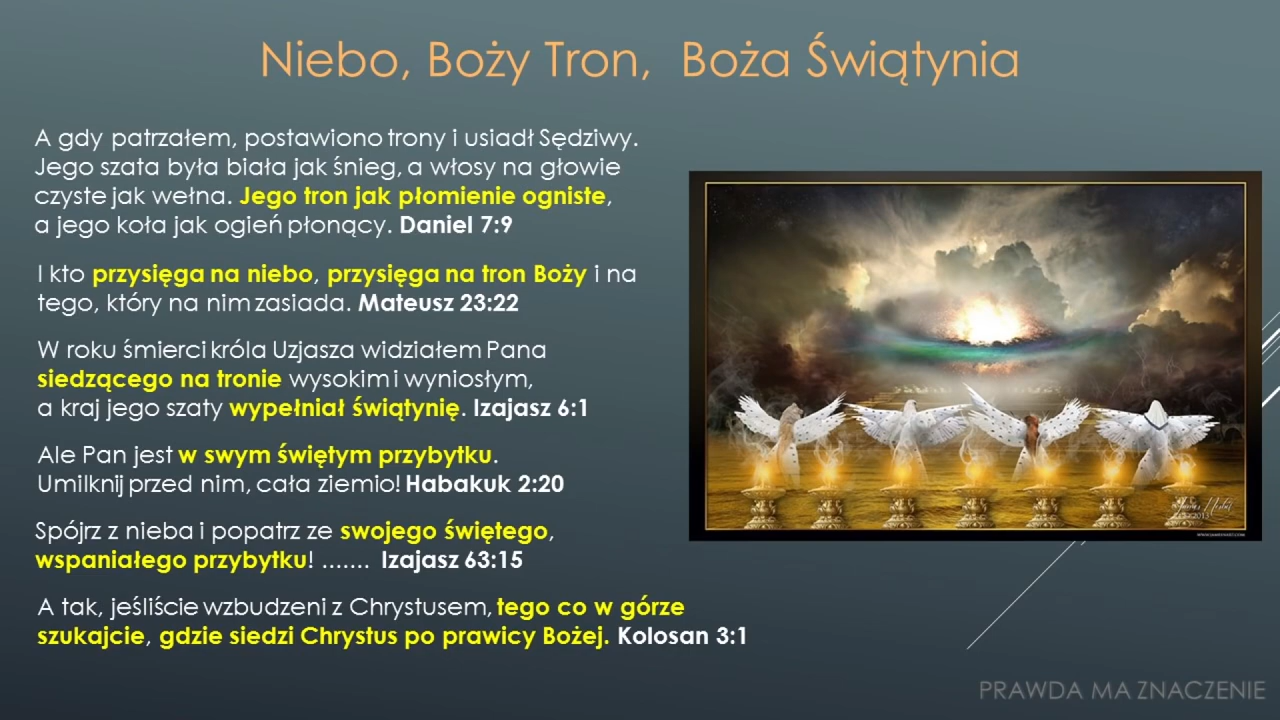 Niebo, Boży Tron, Boża Świątynia
A gdy patrzałem, postawiono trony i usiadł Sędziwy.
Jego szata była biała jak śnieg, a włosy na głowie
czyste jak wełna. Jego tron jak płomienie ogniste,
a jego koła jak ogień płonący. Daniel 7:9
I kto przysięga na niebo, przysięga na tron Boży i na
tego, który na nim zasiada. Mateusz 23:22
W roku śmierci króla Uzjasza widziałem Pana
siedzącego na tronie wysokim i wyniosłym,
a kraj jego szaty wypełniał świątynię. Izajasz 6:1
Ale Pan jest w swym świętym przybytku.
Umilknij przed nim, cała ziemio! Habakuk 2:20
Spójrz z nieba i popatrz ze swojego świętego,
wspaniałego przybytku! ....... Izajasz 63:15
A tak, jeśliście wzbudzeni z Chrystusem, tego co w górze
szukajcie, gdzie siedzi Chrystus po prawicy Bożej. Kolosan 3:1
PRAWDA MA ZNACZENIE